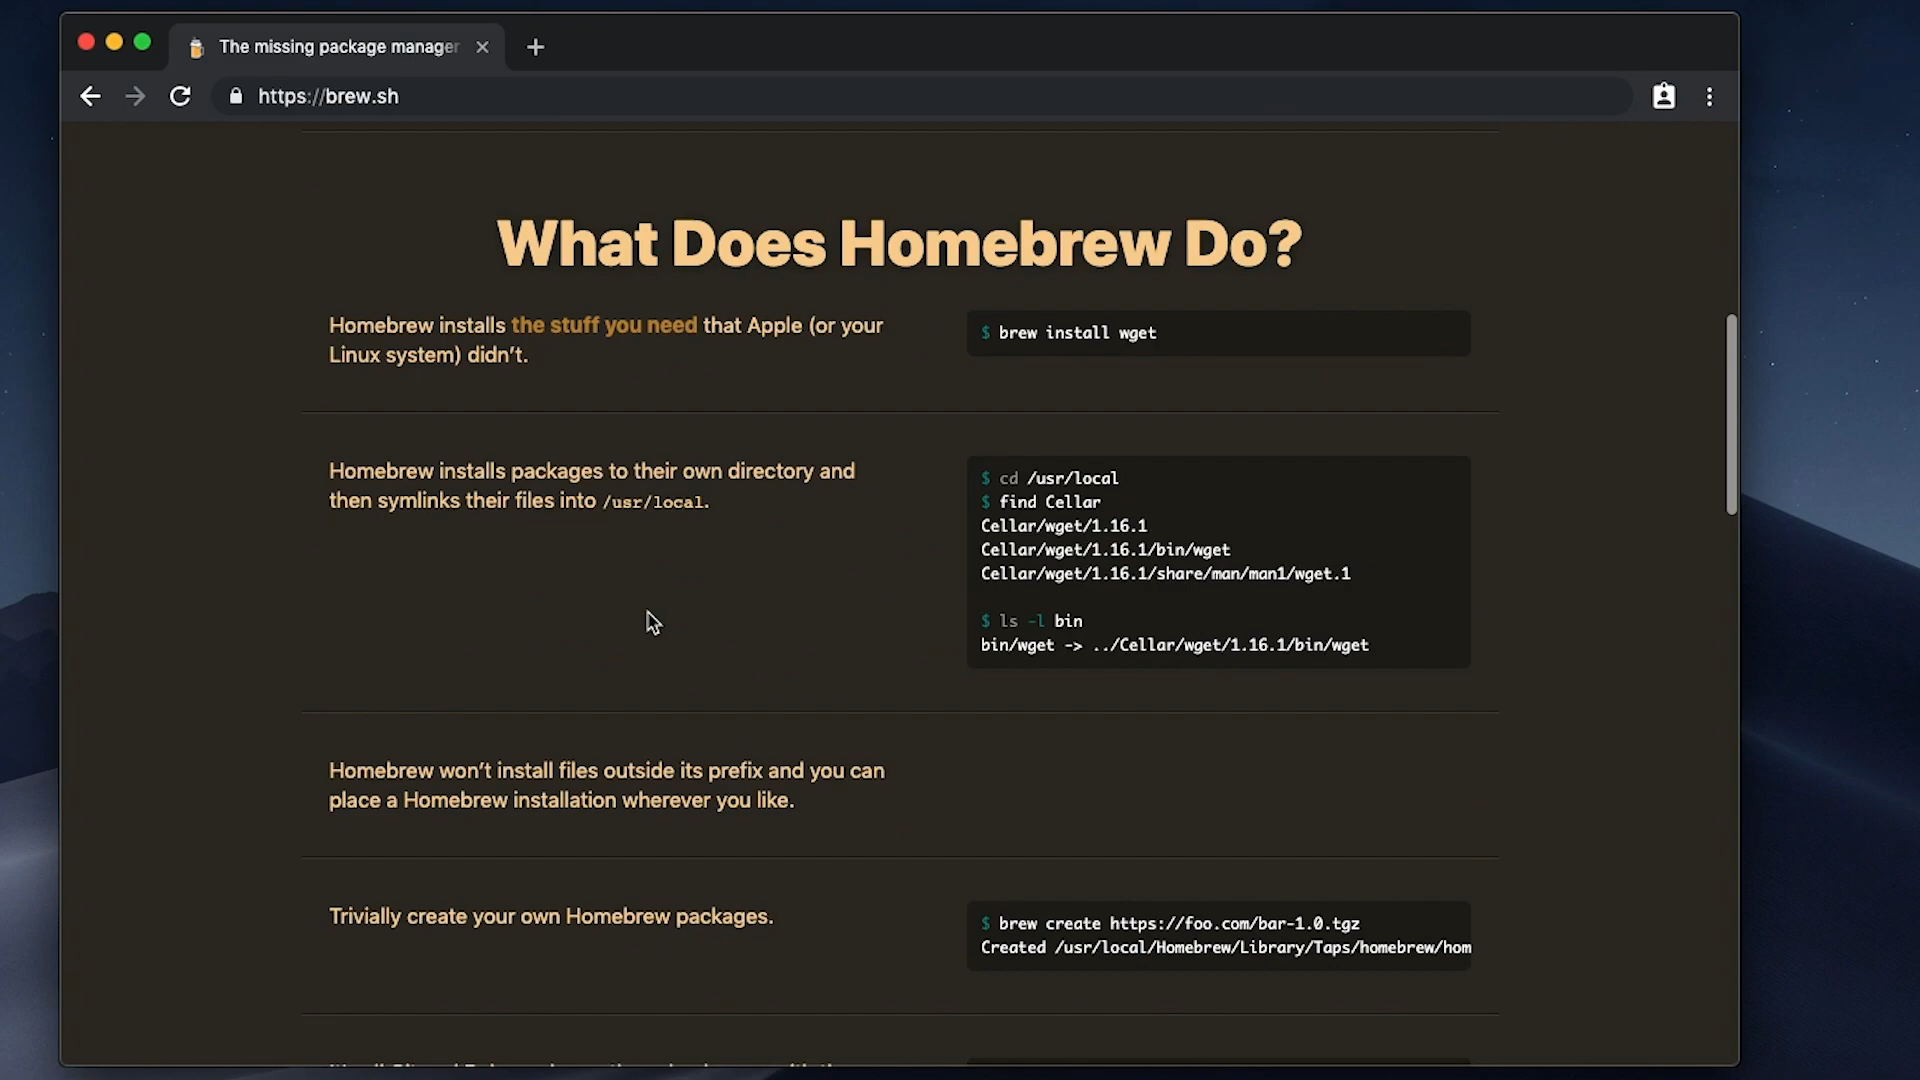 The missing package manager
https://brew.sh
What Does Homebrew Do?
Homebrew installs the stuff you need that Apple (or your
Linux system) didn’t.
$ brew install wget
Homebrew installs packages to their own directory and
then symlinks their files into /usr/local.
$ cd /usr/local
$ find Cellar
Cellar/wget/1.16.1
Cellar/wget/1.16.1/bin/wget
Cellar/wget/1.16.1/share/man/man1/wget.1
$ ls -l bin
bin/wget -> ../Cellar/wget/1.16.1/bin/wget
Homebrew won’t install files outside its prefix and you can
place a Homebrew installation wherever you like.
Trivially create your own Homebrew packages.
$ brew create https://foo.com/bar-1.0.tgz
Created /usr/local/Homebrew/Library/Taps/homebrew/hom